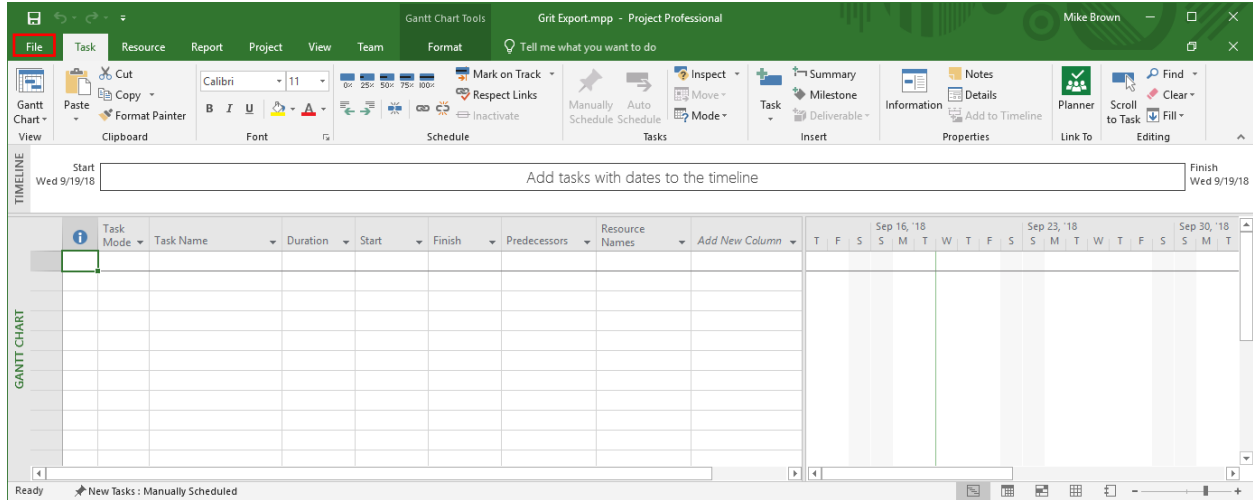 Gantt Chart Tools Grit Export.mpp - Project Professional Mike Brown
File Task Resource Report Project View Team Format Tell me what you want to do
Gantt Chart
View
Paste
Cut
Copy
Format Painter
Clipboard
Calibri 11
B I U A
Font
0× 25× 50× 75× 100×
Mark on Track
Respect Links
Inactivate
Schedule
Manually Schedule
Auto Schedule
Inspect
Move
Mode
Tasks
Task
Summary
Milestone
Deliverable
Insert
Information
Notes
Details
Add to Timeline
Properties
Planner
Link To
Scroll to Task
Find
Clear
Fill
Editing
TIMELINE
Start
Wed 9/19/18
Add tasks with dates to the timeline
Finish
Wed 9/19/18
Task Mode
Task Name Duration Start Finish Predecessors
Resource Names
Add New Column
Sep 16, '18 Sep 23, '18 Sep 30, '18
T F S S M T W T F S S M T W T F S S M T
GANTT CHART
Ready New Tasks : Manually Scheduled